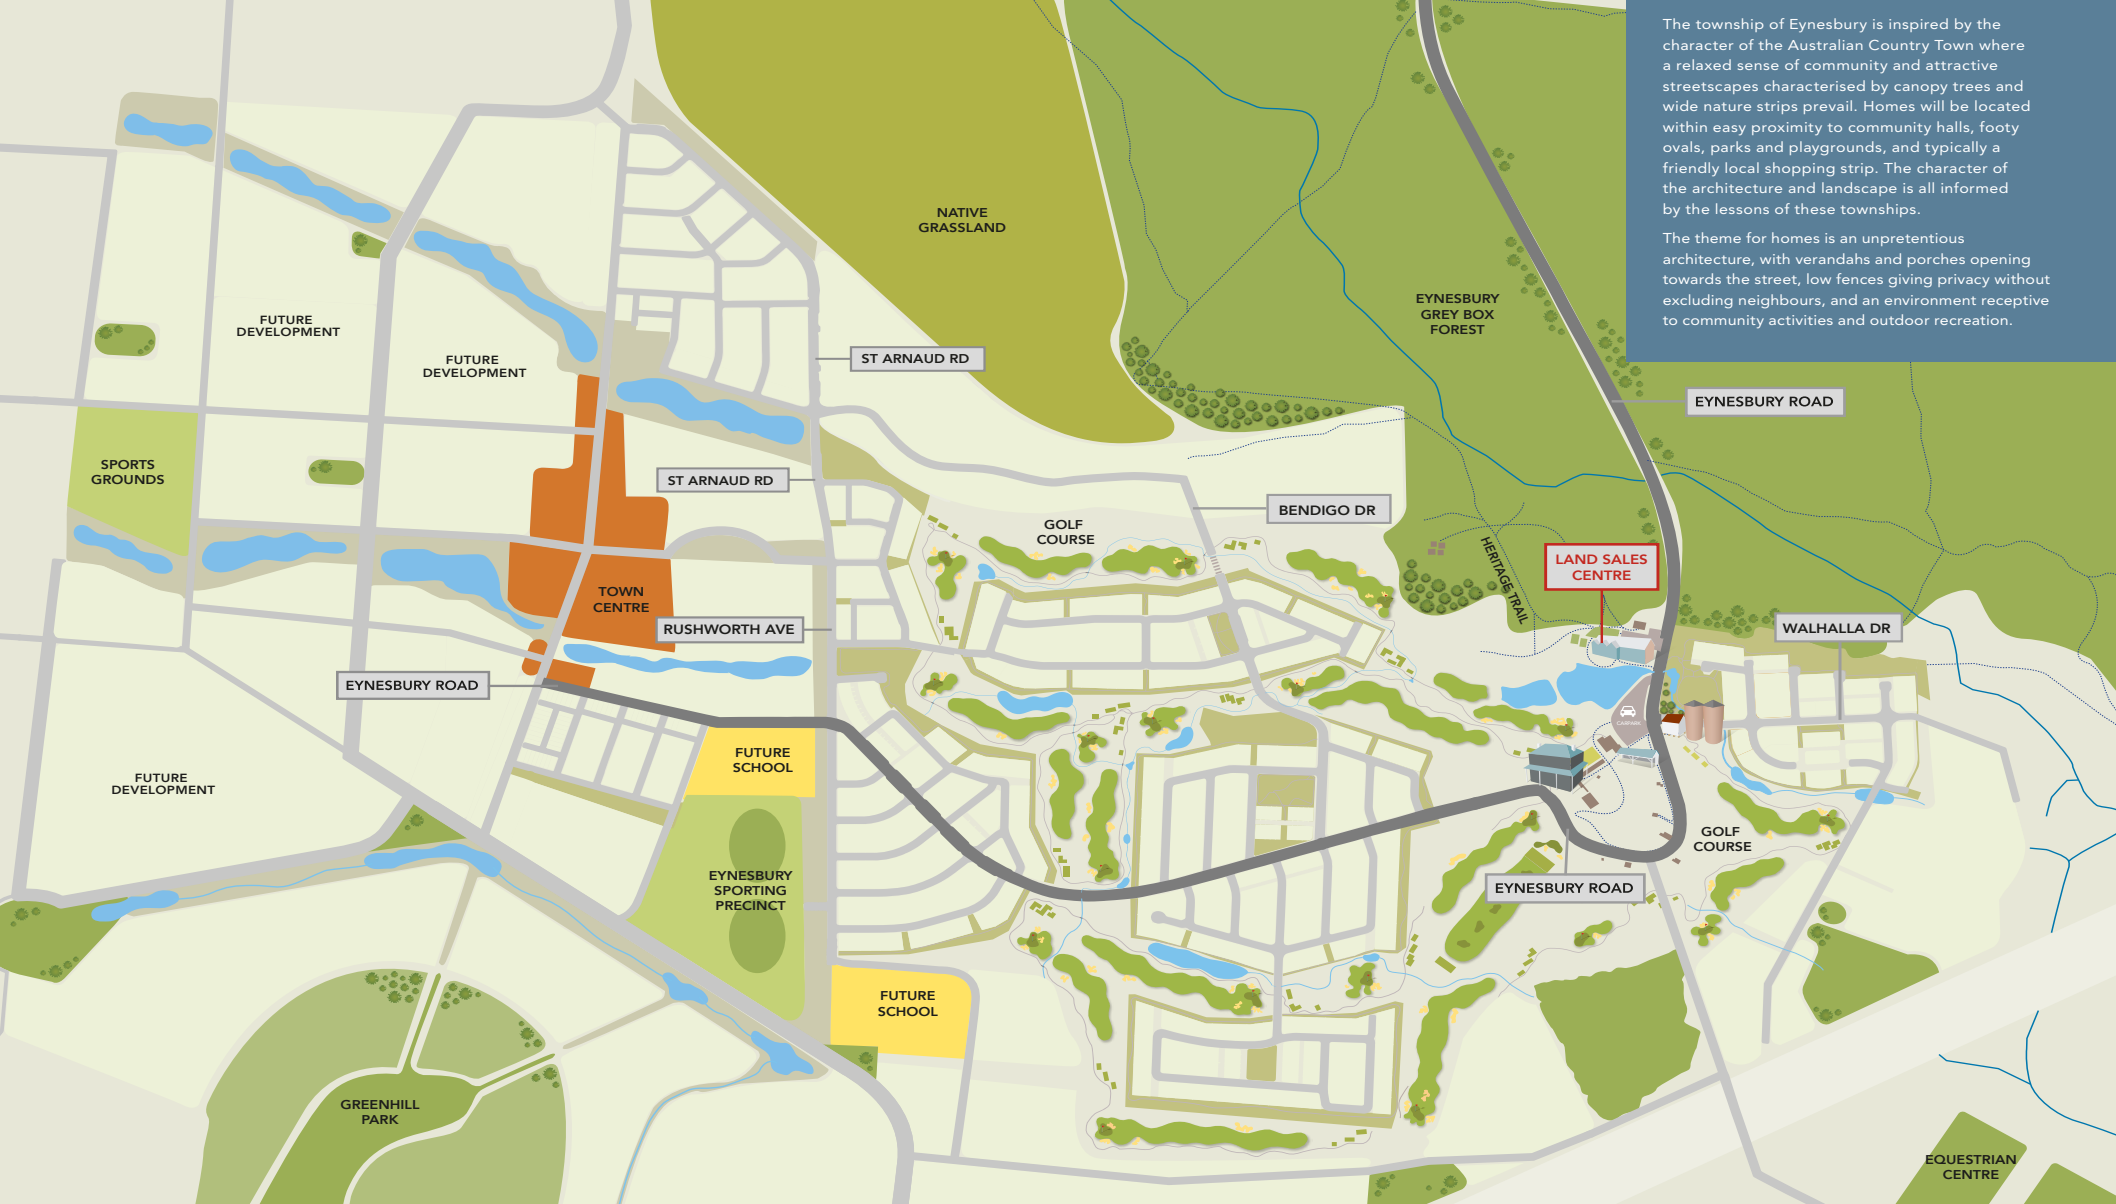 The township of Eynesbury is inspired by the
character of the Australian Country Town where
a relaxed sense of community and attractive
streetscapes characterised by canopy trees and
wide nature strips prevail. Homes will be located
within easy proximity to community halls, footy
ovals, parks and playgrounds, and typically a
friendly local shopping strip. The character of
the architecture and landscape is all informed
by the lessons of these townships.
The theme for homes is an unpretentious
architecture, with verandahs and porches opening
towards the street, low fences giving privacy without
excluding neighbours, and an environment receptive
to community activities and outdoor recreation.
NATIVE
GRASSLAND
EYNESBURY
GREY BOX
FOREST
FUTURE
DEVELOPMENT
FUTURE
DEVELOPMENT
ST ARNAUD RD
EYNESBURY ROAD
SPORTS
GROUNDS
ST ARNAUD RD
BENDIGO DR
GOLF
COURSE
HERITAGE TRAIL
LAND SALES
CENTRE
TOWN
CENTRE
RUSHWORTH AVE
WALHALLA DR
EYNESBURY ROAD
CARPARK
FUTURE
SCHOOL
FUTURE
DEVELOPMENT
GOLF
COURSE
EYNESBURY
SPORTING
PRECINCT
EYNESBURY ROAD
FUTURE
SCHOOL
GREENHILL
PARK
EQUESTRIAN
CENTRE